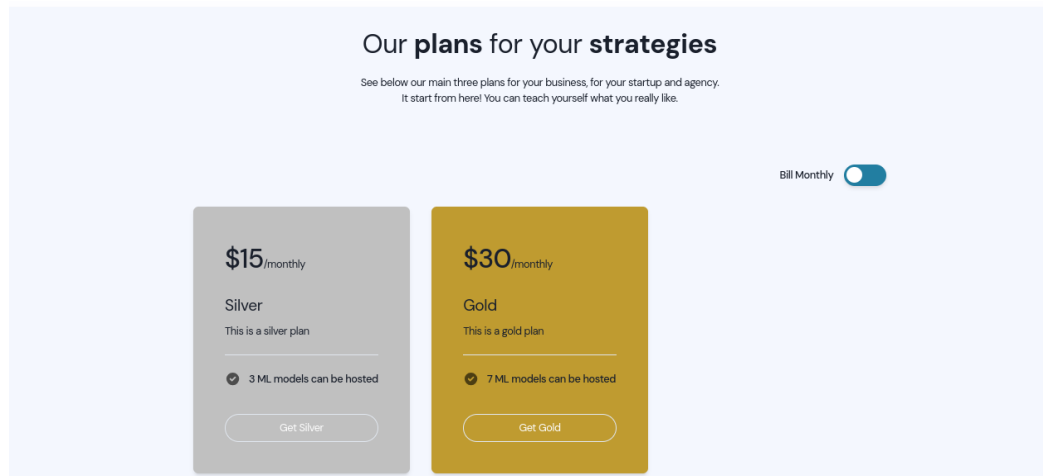 Our plans for your strategies
See below our main three plans for your business, for your startup and agency.
It start from here! You can teach yourself what you really like.
Bill Monthly
$15/monthly
Silver
This is a silver plan
3 ML models can be hosted
Get Silver
$30/monthly
Gold
This is a gold plan
7 ML models can be hosted
Get Gold